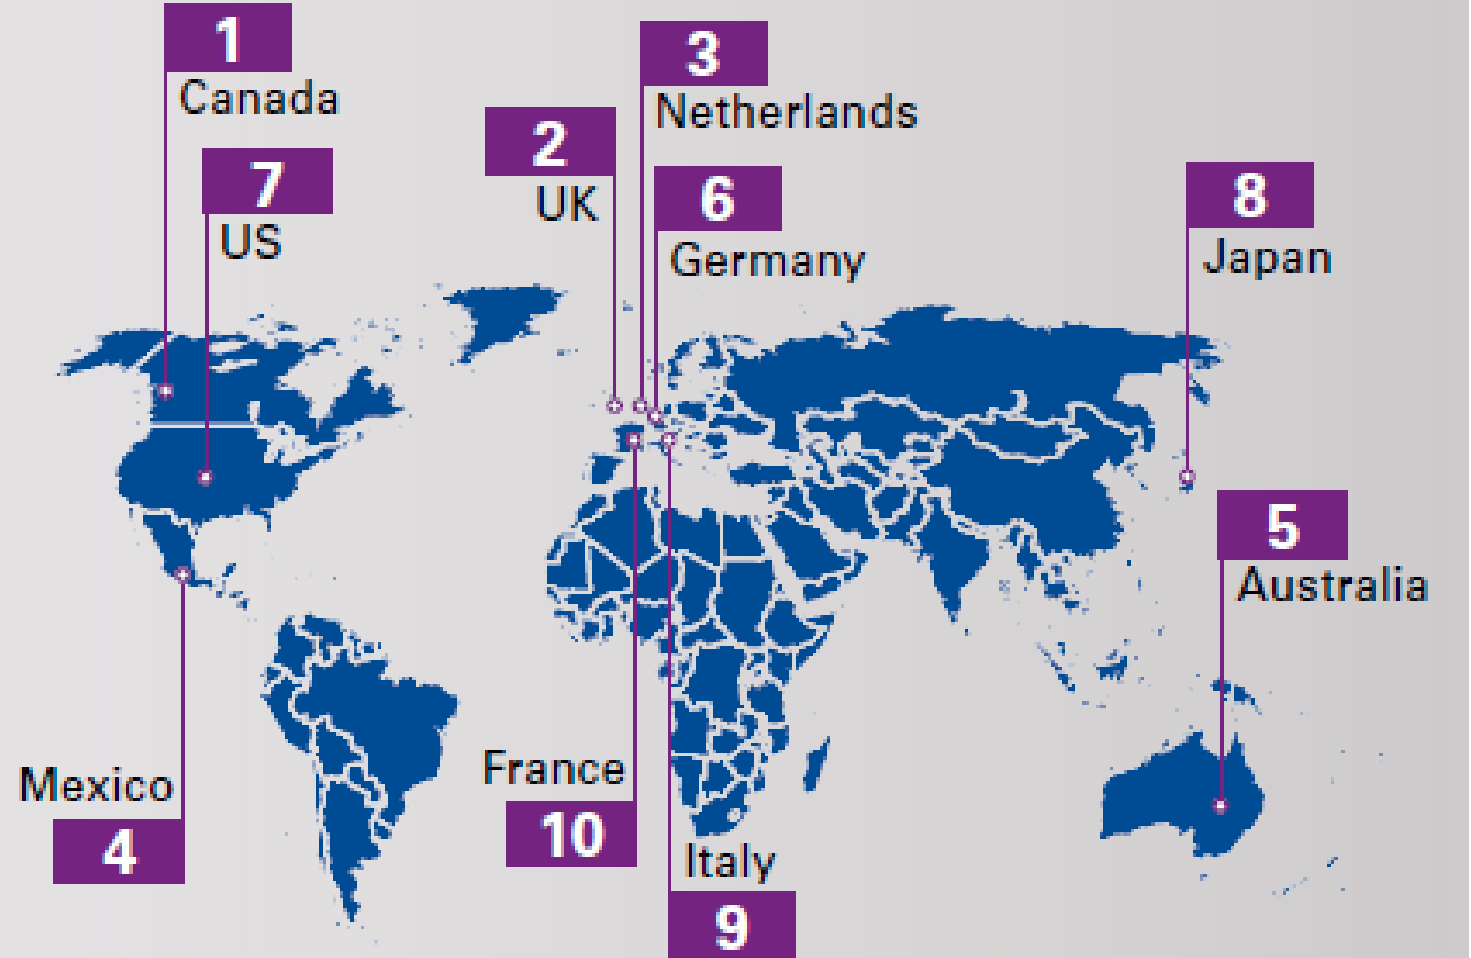 1
Canada
3
Netherlands
2
UK
7
US
6
Germany
8
Japan
5
Australia
Mexico
4
France
10
Italy
9